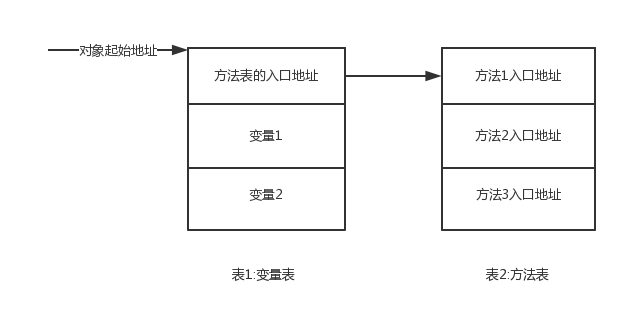 对象起始地址
方法表的入口地址
变量1
变量2
表1:变量表
方法1入口地址
方法2入口地址
方法3入口地址
表2:方法表